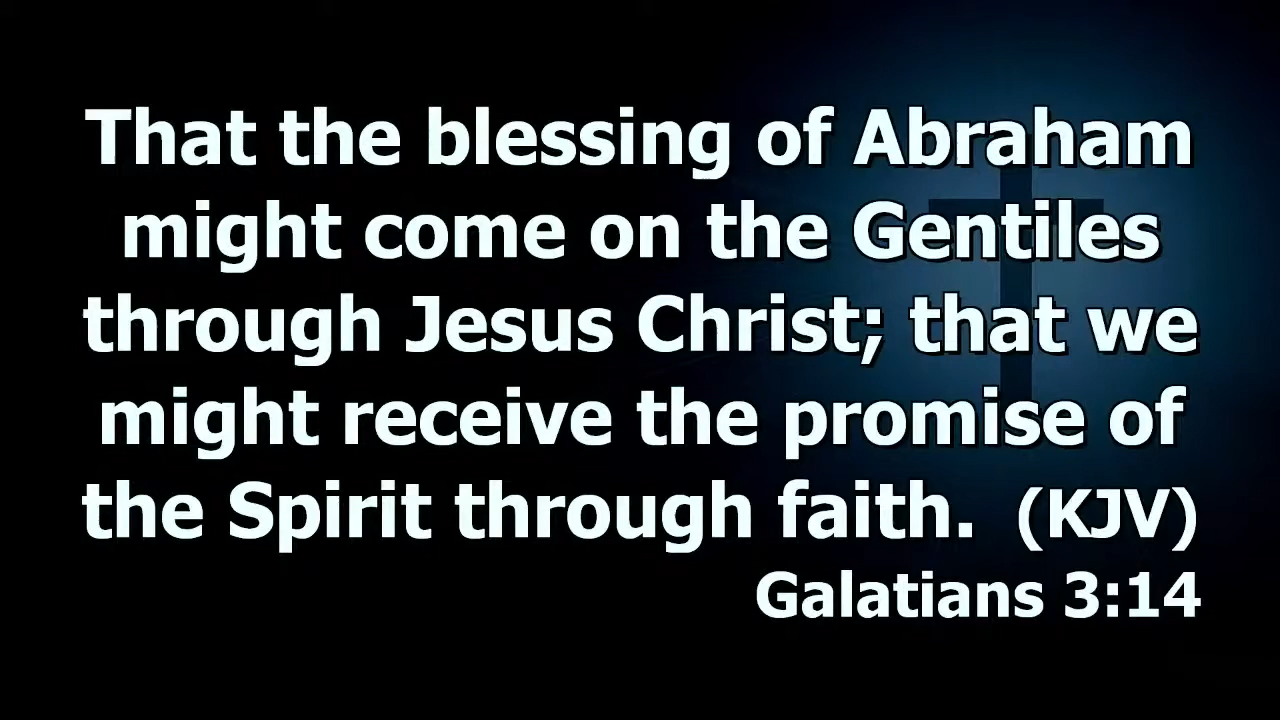 That the blessing of Abraham
might come on the Gentiles
through Jesus Christ; that we
might receive the promise of
the Spirit through faith. (KJV)
Galatians 3:14